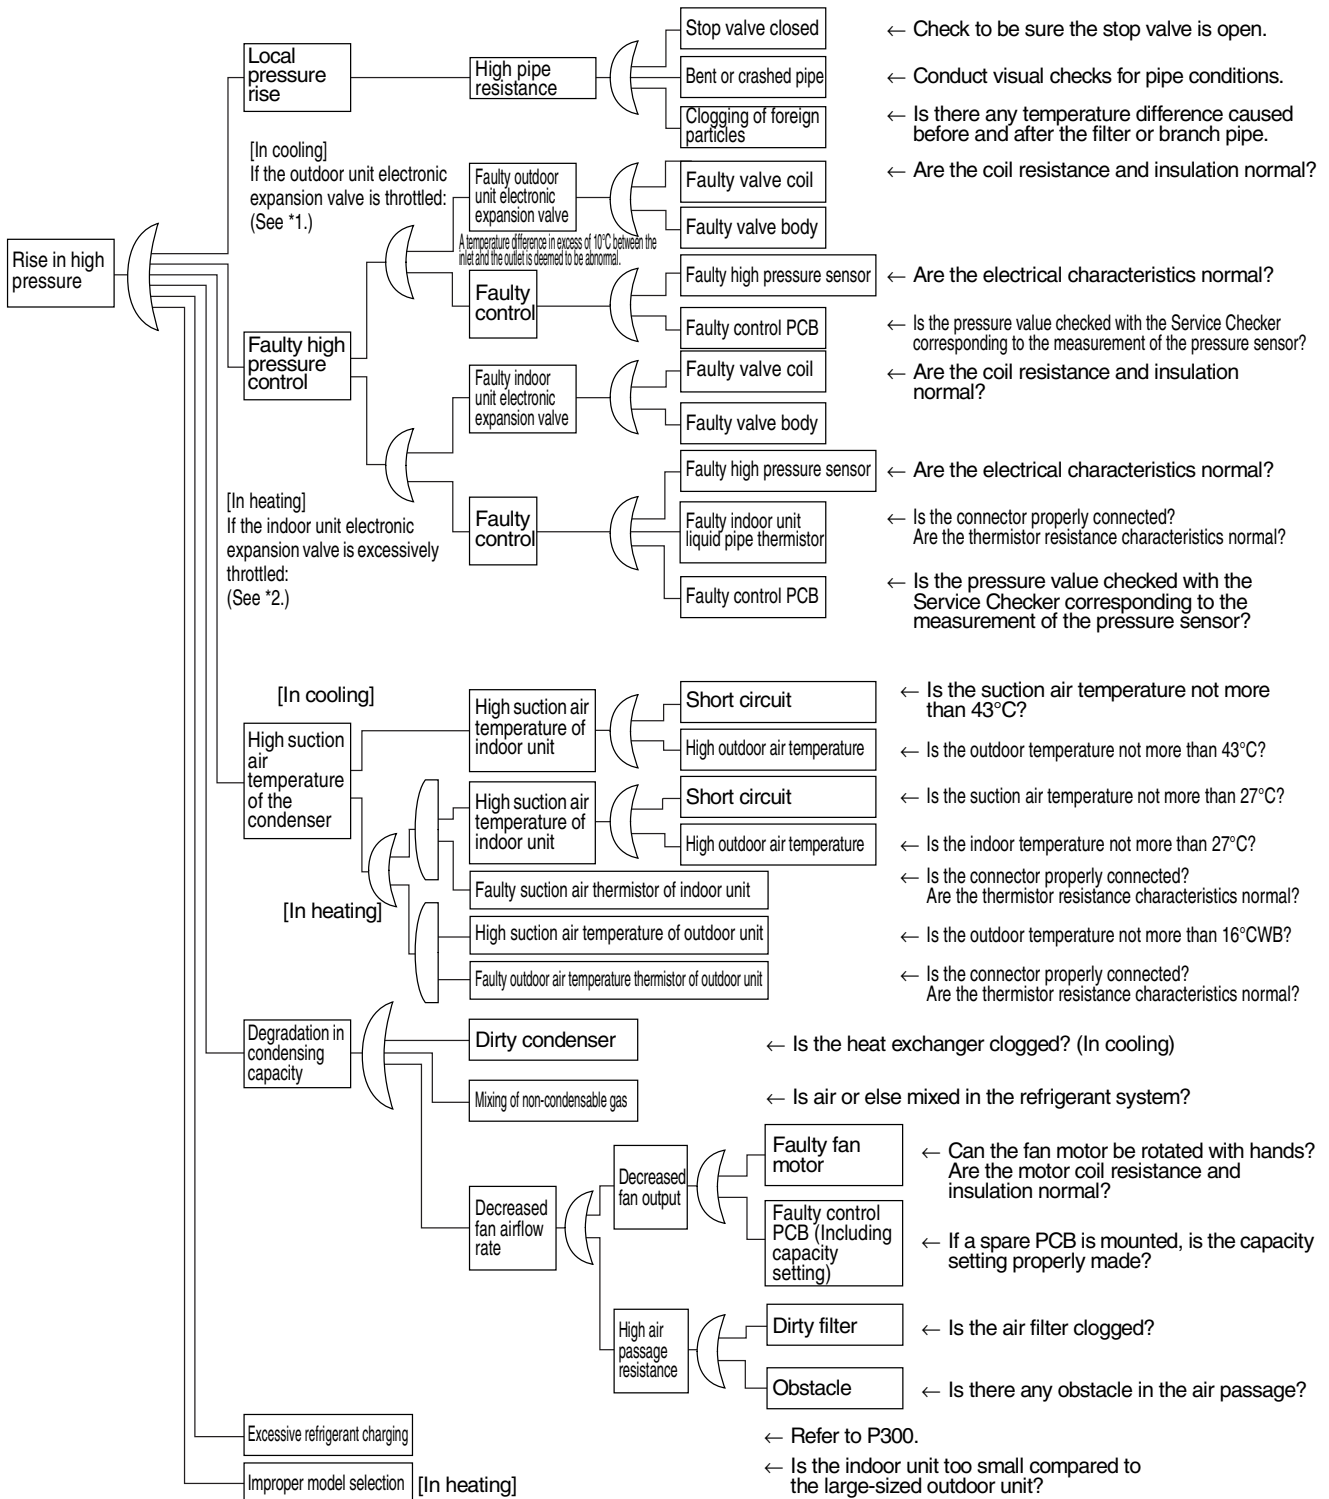 Rise in high
pressure
Local
pressure
rise
High pipe
resistance
Stop valve closed
← Check to be sure the stop valve is open.
Bent or crashed pipe
← Conduct visual checks for pipe conditions.
Clogging of foreign
particles
← Is there any temperature difference caused
before and after the filter or branch pipe.
[In cooling]
If the outdoor unit electronic
expansion valve is throttled:
(See *1.)
Faulty high
pressure
control
Faulty outdoor
unit electronic
expansion valve
A temperature difference in excess of 10°C between the
inlet and the outlet is deemed to be abnormal.
Faulty valve coil
← Are the coil resistance and insulation normal?
Faulty valve body
Faulty
control
Faulty high pressure sensor
← Are the electrical characteristics normal?
Faulty control PCB
← Is the pressure value checked with the Service Checker
corresponding to the measurement of the pressure sensor?
Faulty indoor
unit electronic
expansion valve
Faulty valve coil
← Are the coil resistance and insulation
normal?
Faulty valve body
[In heating]
If the indoor unit electronic
expansion valve is excessively
throttled:
(See *2.)
Faulty
control
Faulty high pressure sensor
← Are the electrical characteristics normal?
Faulty indoor unit
liquid pipe thermistor
← Is the connector properly connected?
Are the thermistor resistance characteristics normal?
Faulty control PCB
← Is the pressure value checked with the
Service Checker corresponding to the
measurement of the pressure sensor?
High suction
air
temperature
of the
condenser
[In cooling]
High suction air
temperature of
indoor unit
Short circuit
← Is the suction air temperature not more
than 43°C?
High outdoor air temperature
← Is the outdoor temperature not more than 43°C?
[In heating]
High suction air
temperature of
indoor unit
Short circuit
← Is the suction air temperature not more than 27°C?
High outdoor air temperature
← Is the indoor temperature not more than 27°C?
Faulty suction air thermistor of indoor unit
← Is the connector properly connected?
Are the thermistor resistance characteristics normal?
High suction air temperature of outdoor unit
← Is the outdoor temperature not more than 16°CWB?
Faulty outdoor air temperature thermistor of outdoor unit
← Is the connector properly connected?
Are the thermistor resistance characteristics normal?
Degradation in
condensing
capacity
Dirty condenser
← Is the heat exchanger clogged? (In cooling)
Mixing of non-condensable gas
← Is air or else mixed in the refrigerant system?
Decreased
fan airflow
rate
Decreased
fan output
Faulty fan
motor
← Can the fan motor be rotated with hands?
Are the motor coil resistance and
insulation normal?
Faulty control
PCB (Including
capacity
setting)
← If a spare PCB is mounted, is the capacity
setting properly made?
High air
passage
resistance
Dirty filter
← Is the air filter clogged?
Obstacle
← Is there any obstacle in the air passage?
Excessive refrigerant charging
← Refer to P300.
Improper model selection
[In heating]
← Is the indoor unit too small compared to
the large-sized outdoor unit?